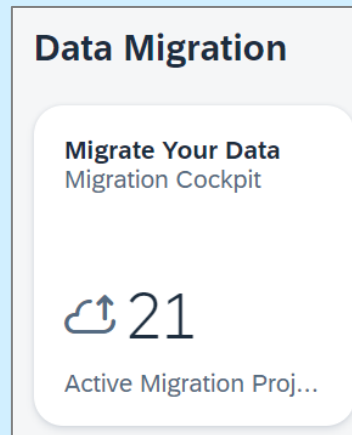 Data Migration
Migrate Your Data
Migration Cockpit
21
Active Migration Proj...